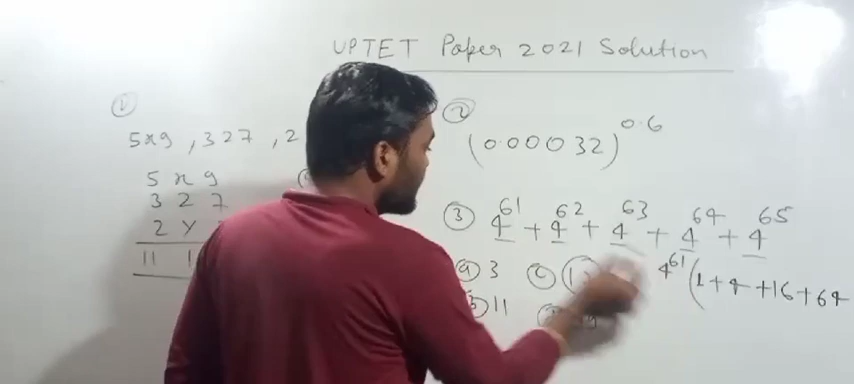 UPTET Paper 2021 Solution
①
5x9, 327, 2
5 x 9
3 2 7
2 y
11 1
②
(0.00032)^0.6
③ 4^61 + 4^62 + 4^63 + 4^64 + 4^65
ⓐ 3 ⓒ
4^61(1+4+16+64
ⓑ 11